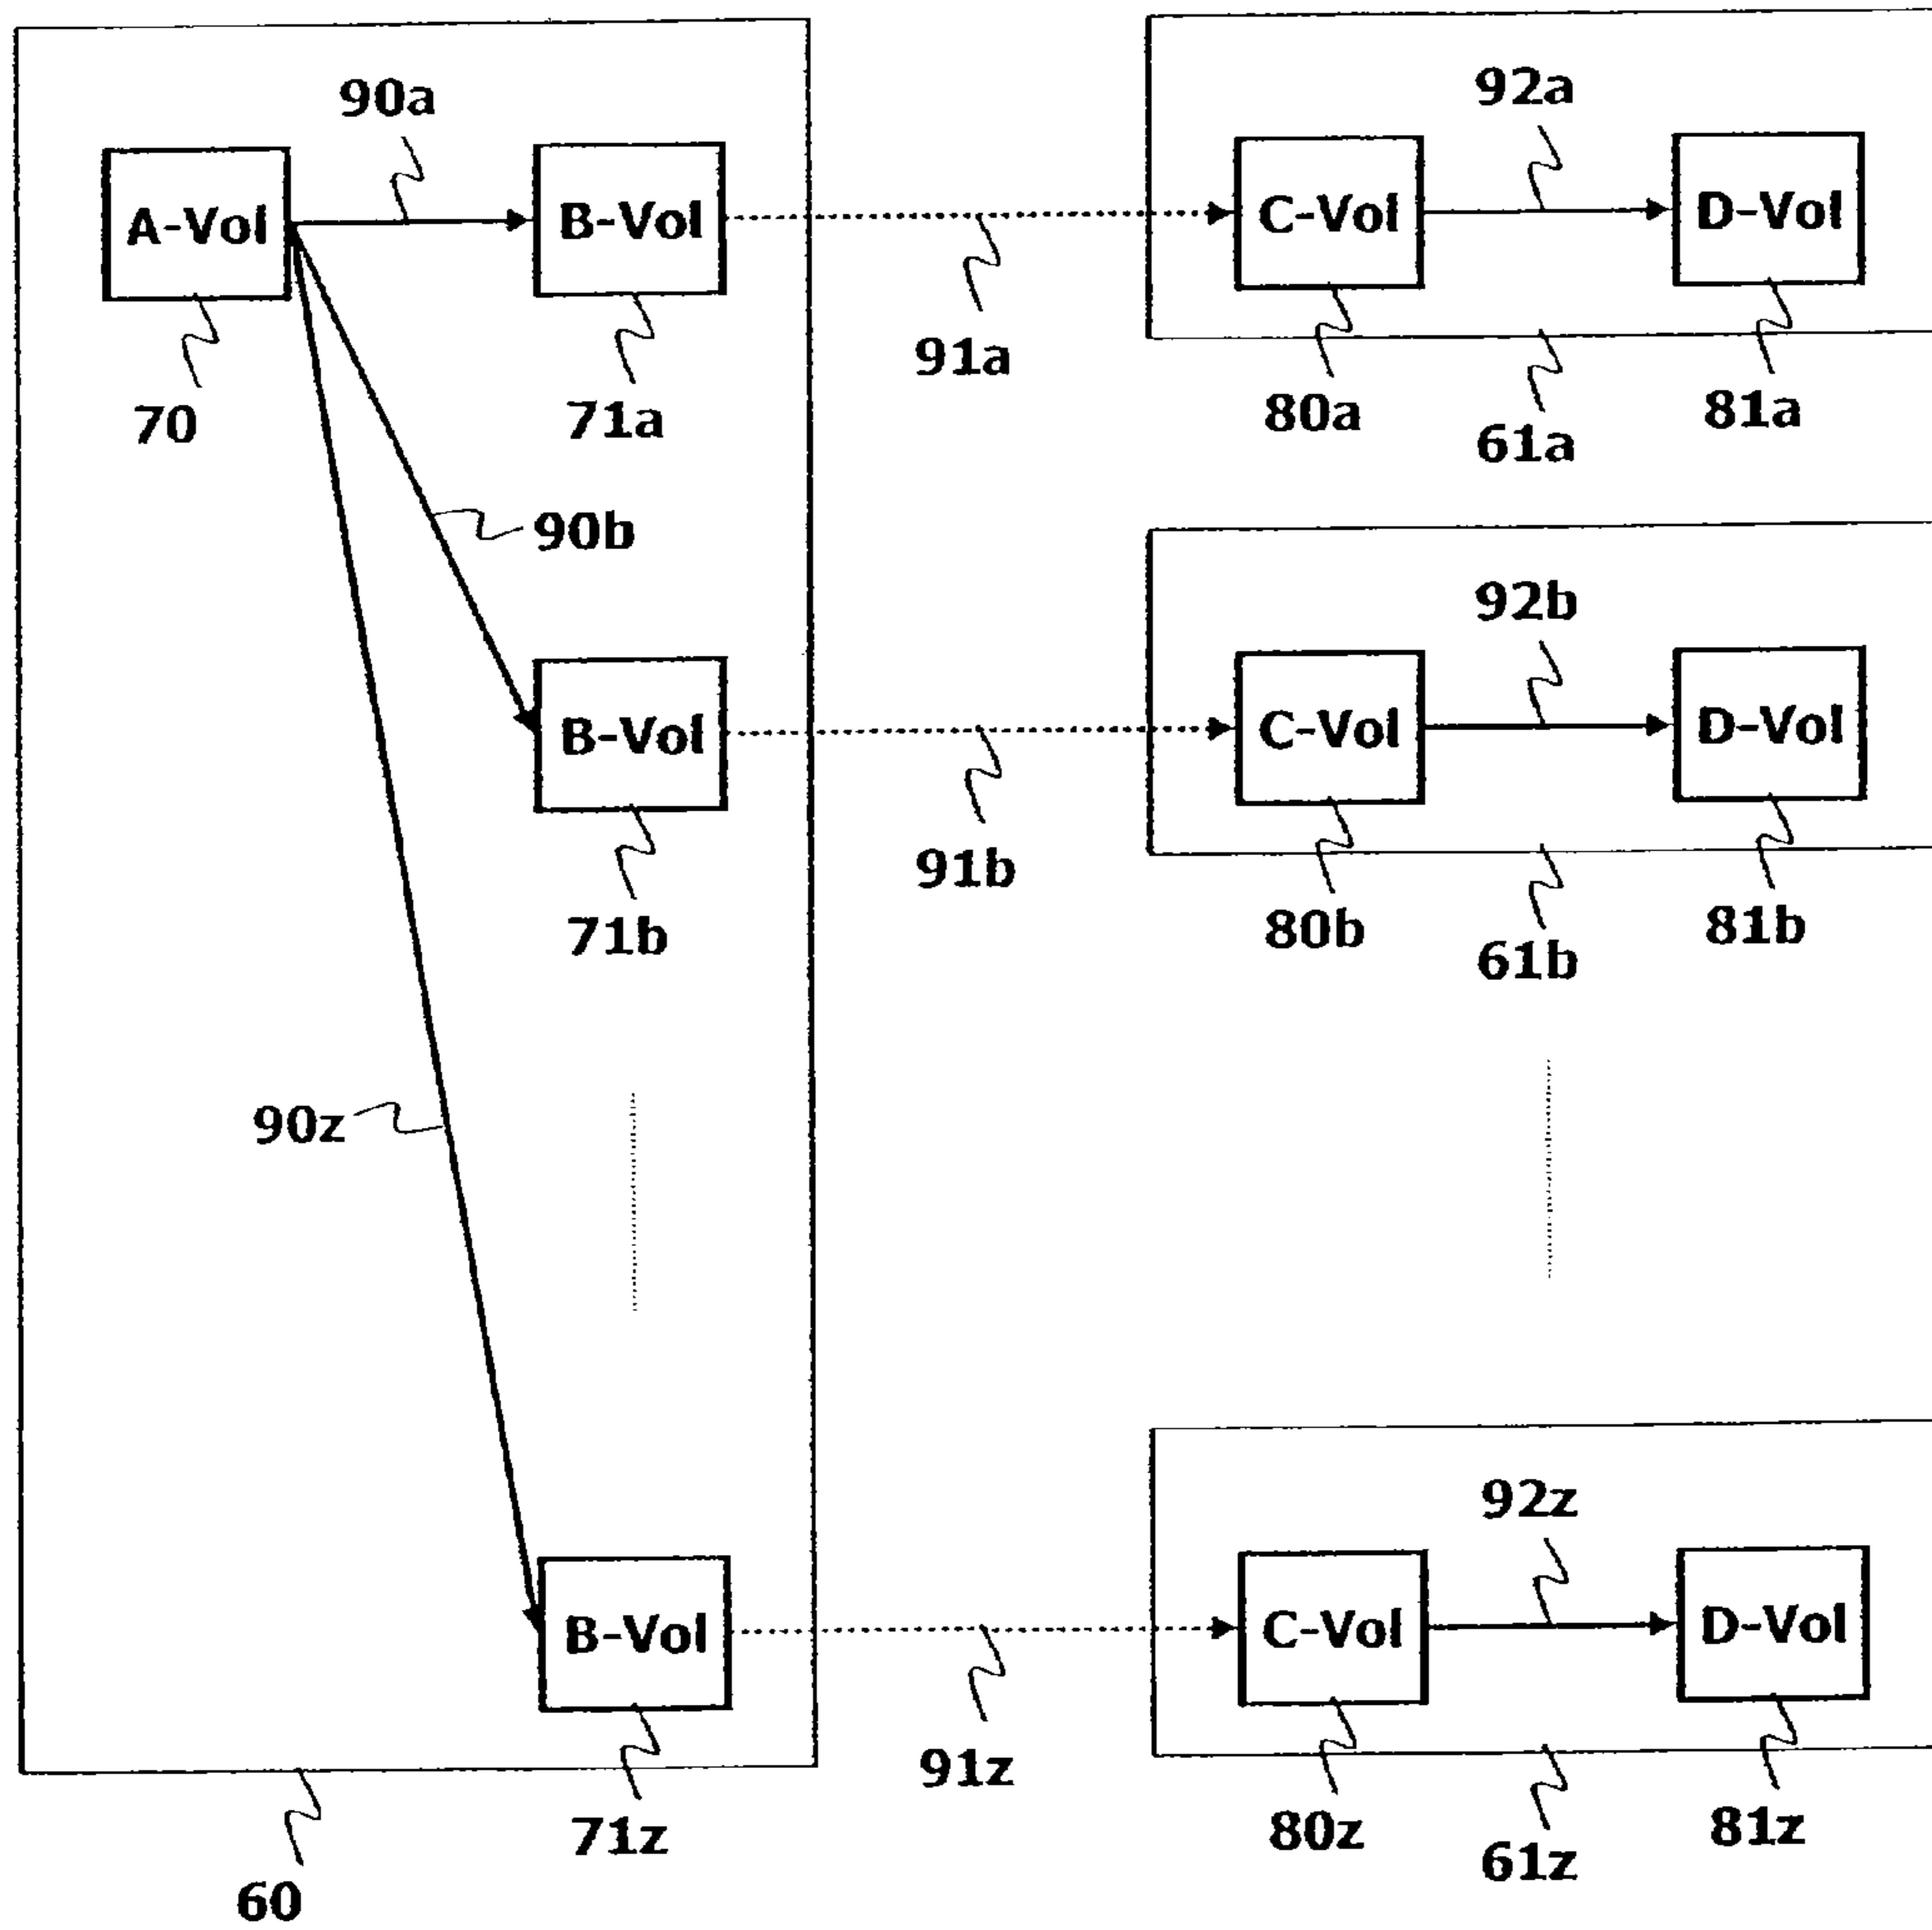 90a
92a
A-Vol
B-Vol
C-Vol
D-Vol
70
71a
91a
80a
61a
81a
90b
92b
B-Vol
C-Vol
D-Vol
71b
91b
80b
61b
81b
90z
92z
B-Vol
C-Vol
D-Vol
71z
91z
80z
61z
81z
60